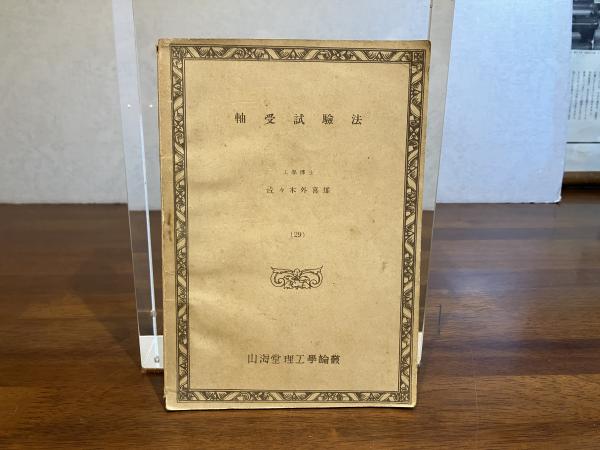 軸受試驗法
工學博士
佐々木外喜雄
(29)
山海堂理工學論叢